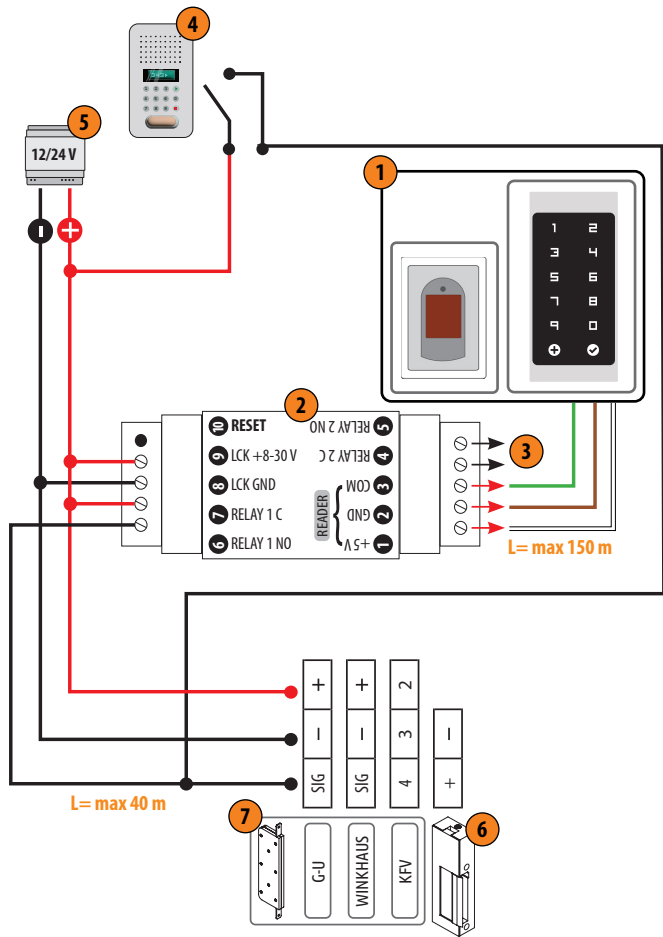 4
5
12/24 V
1
1 2
3 4
5 6
7 8
9 0
2
10 RESET
RELAY 2 NO 5
9 LCK +8-30 V
RELAY 2 C 4
8 LCK GND
COM 3
7 RELAY 1 C
READER
GND 2
6 RELAY 1 NO
+5V 1
3
L= max 150 m
+ + 2
– – 3 –
SIG SIG 4 +
L= max 40 m
7
G-U
WINKHAUS
KFV
6